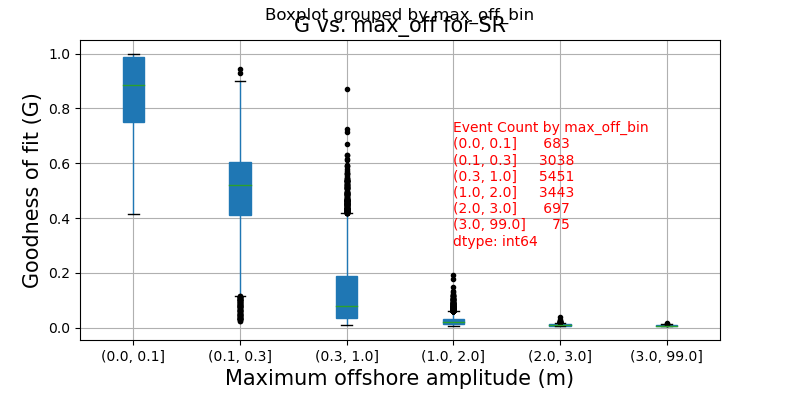 Boxplot grouped by max_off_bin
G vs. max_off for SR
Goodness of fit (G)
1.0
0.8
0.6
0.4
0.2
0.0
Event Count by max_off_bin
(0.0, 0.1]      683
(0.1, 0.3]     3038
(0.3, 1.0]     5451
(1.0, 2.0]     3443
(2.0, 3.0]      697
(3.0, 99.0]      75
dtype: int64
(0.0, 0.1] (0.1, 0.3] (0.3, 1.0] (1.0, 2.0] (2.0, 3.0] (3.0, 99.0]
Maximum offshore amplitude (m)